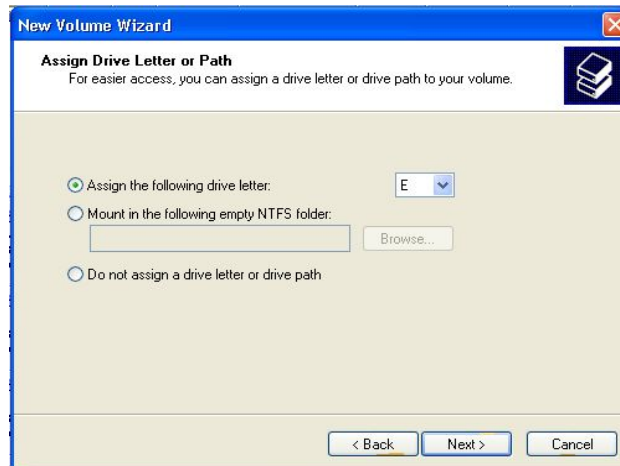 New Volume Wizard
Assign Drive Letter or Path
For easier access, you can assign a drive letter or drive path to your volume.
Assign the following drive letter:
E
Mount in the following empty NTFS folder:
Browse...
Do not assign a drive letter or drive path
< Back
Next >
Cancel